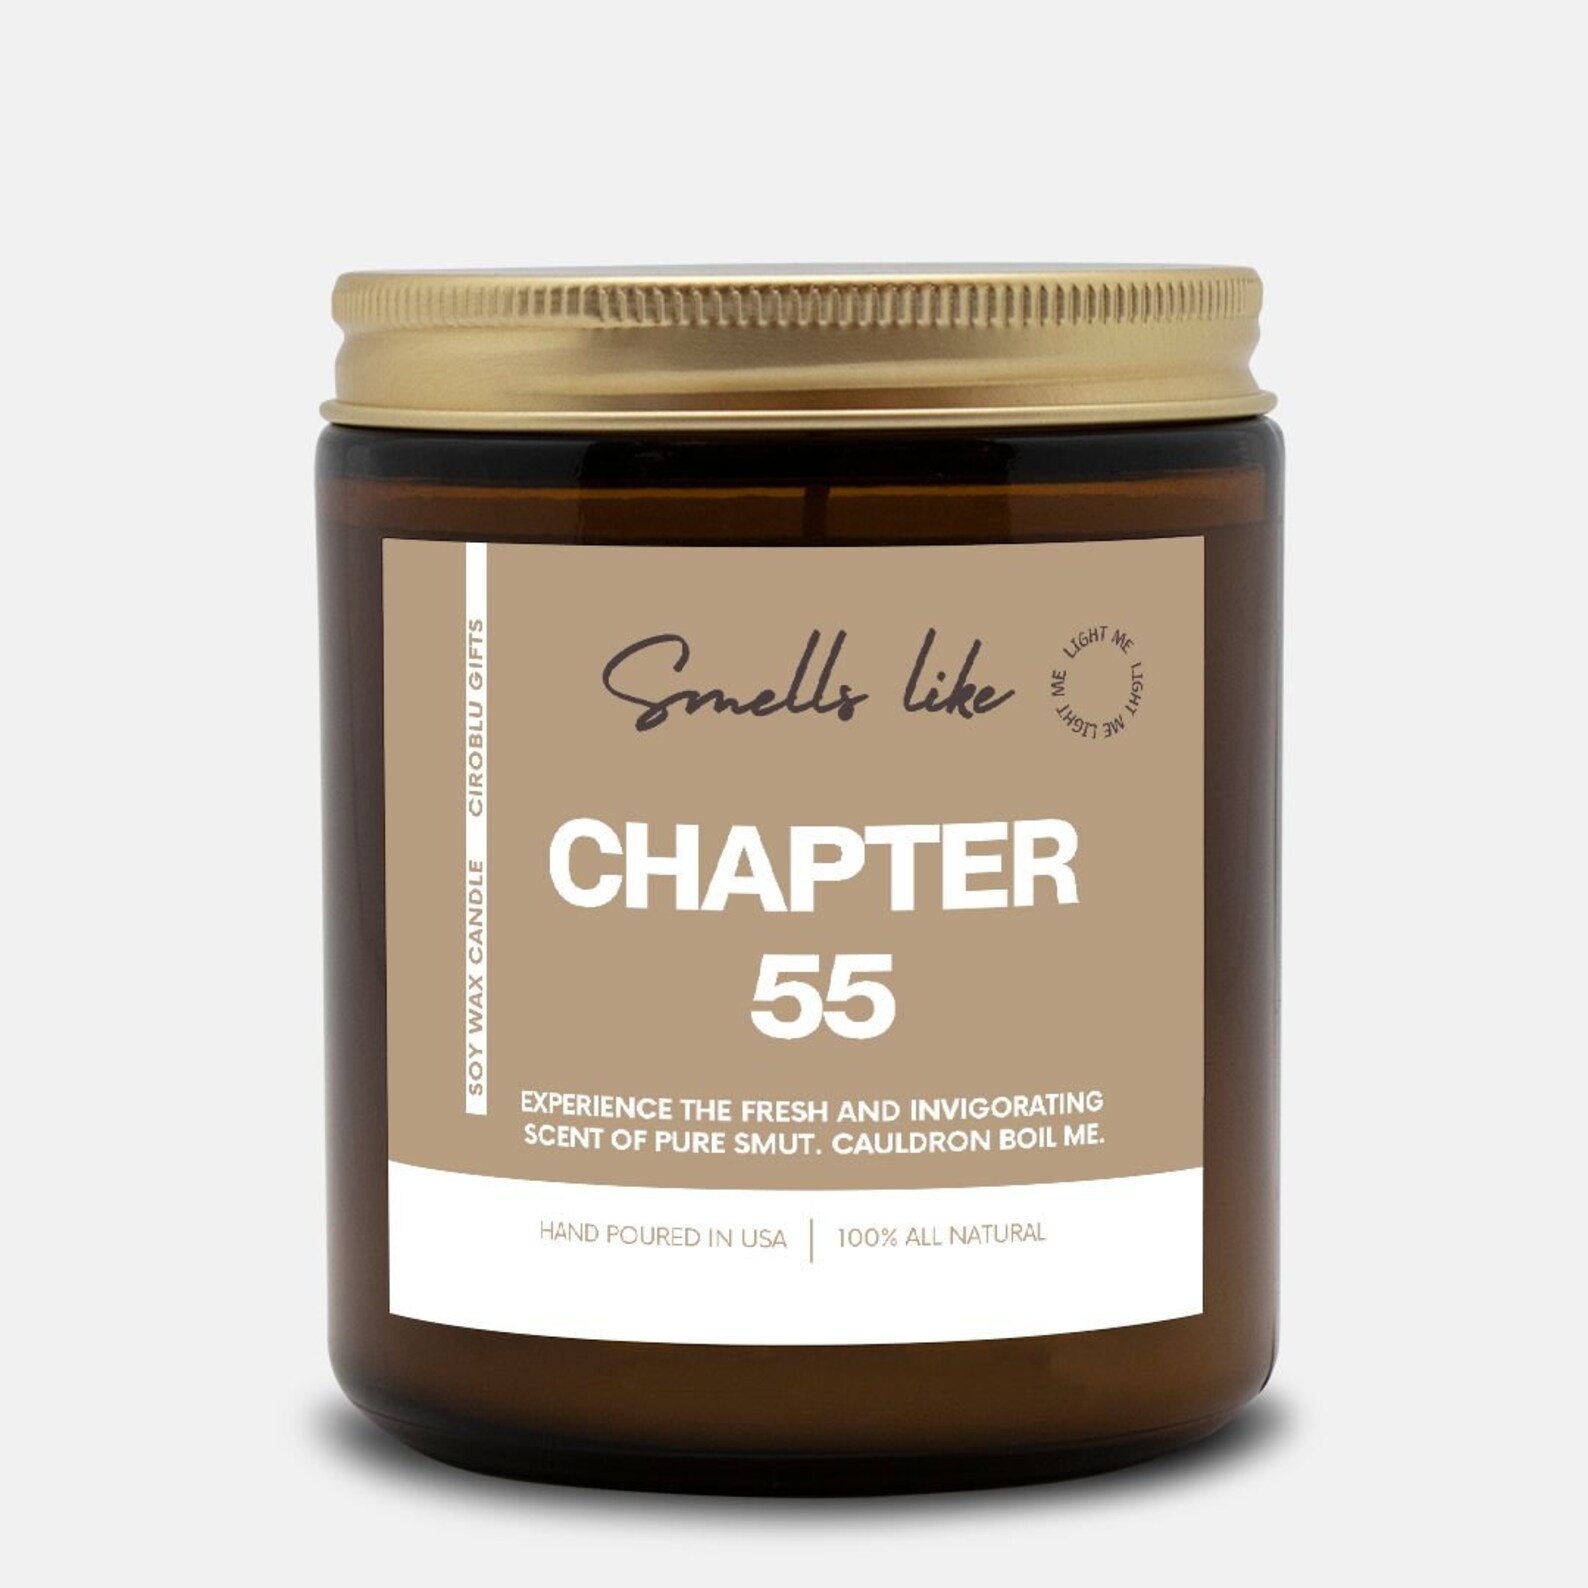 Smells like
LIGHT ME LIGHT ME LIGHT ME
SOY WAX CANDLE CIROBLU GIFTS
CHAPTER
55
EXPERIENCE THE FRESH AND INVIGORATING
SCENT OF PURE SMUT. CAULDRON BOIL ME.
HAND POURED IN USA | 100% ALL NATURAL